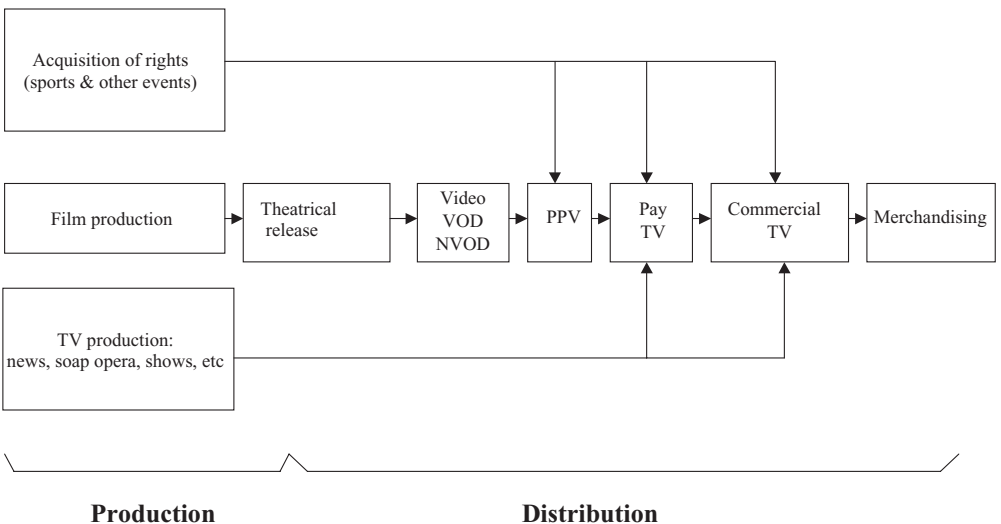 Acquisition of rights
(sports & other events)
Film production
Theatrical
release
Video
VOD
NVOD
PPV
Pay
TV
Commercial
TV
Merchandising
TV production:
news, soap opera, shows, etc
Production
Distribution